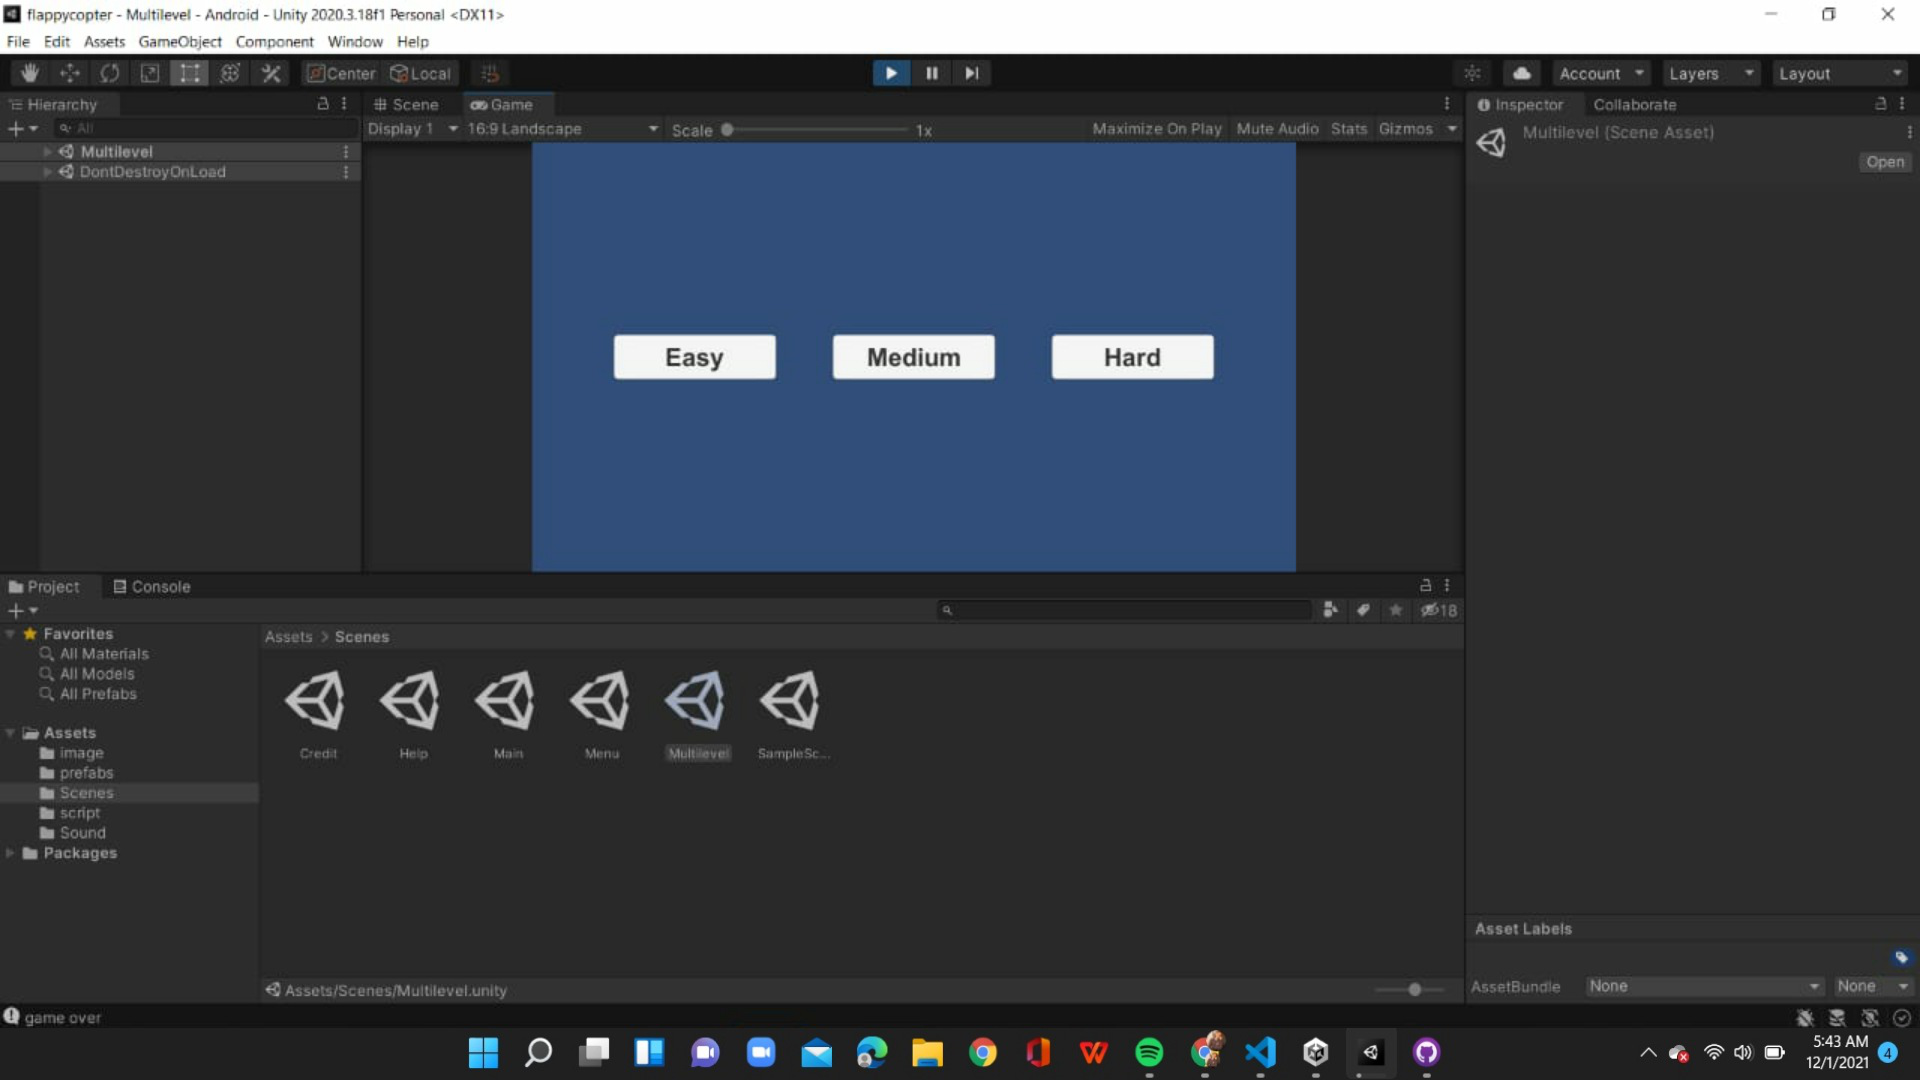 flappycopter - Multilevel - Android - Unity 2020.3.18f1 Personal <DX11>
File Edit Assets GameObject Component Window Help
Center Local Account Layers Layout
Hierarchy Scene Game Inspector Collaborate
All Display 1 16:9 Landscape Scale 1x Maximize On Play Mute Audio Stats Gizmos
Multilevel (Scene Asset)
Open
Multilevel
DontDestroyOnLoad
Easy Medium Hard
Project Console
18
Favorites
All Materials
All Models
All Prefabs
Assets
image
prefabs
Scenes
script
Sound
Packages
Assets > Scenes
Credit Help Main Menu Multilevel SampleSc...
Assets/Scenes/Multilevel.unity
Asset Labels
AssetBundle None None
game over
5:43 AM
12/1/2021 4